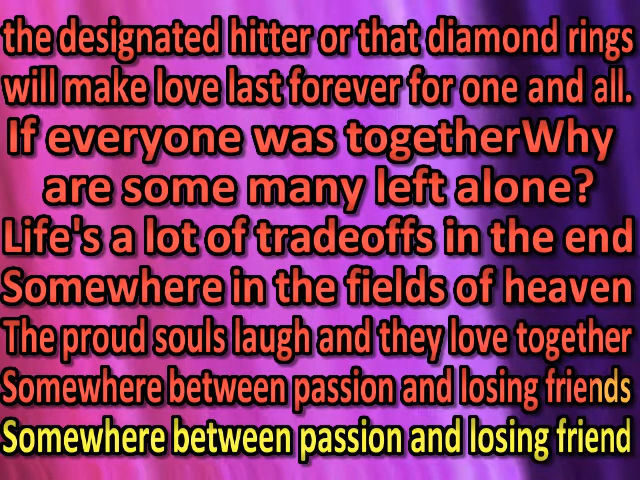 the designated hitter or that diamond rings
will make love last forever for one and all.
If everyone was togetherWhy
are some many left alone?
Life's a lot of tradeoffs in the end
Somewhere in the fields of heaven
The proud souls laugh and they love together
Somewhere between passion and losing friends
Somewhere between passion and losing friend